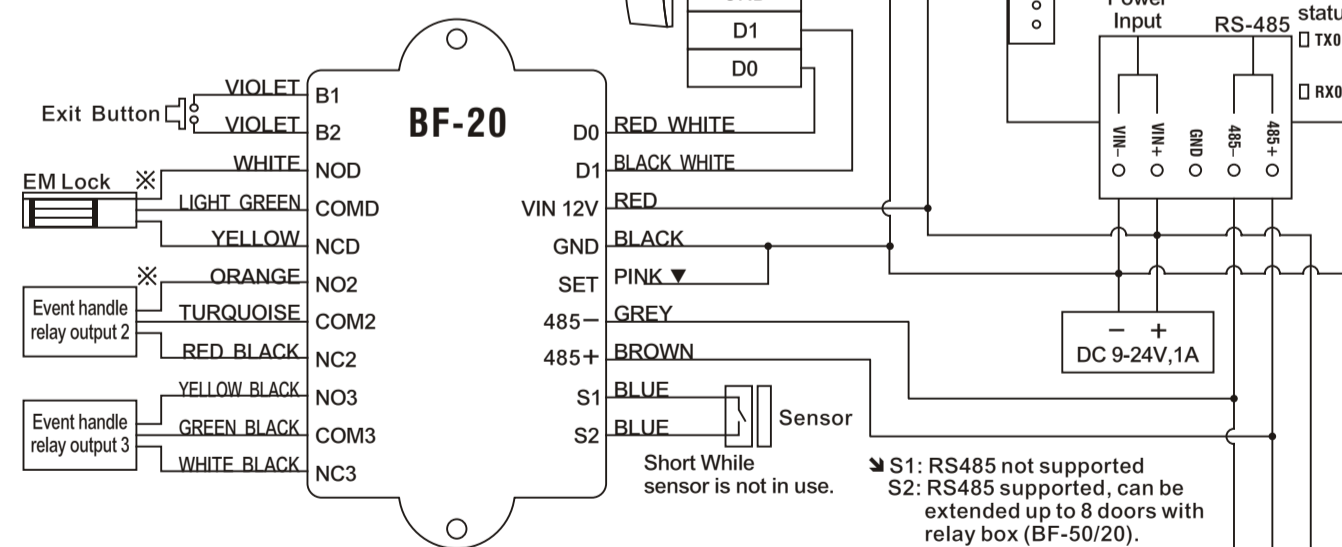 Input
RS-485
D1
D0
TX0
RX0
VIN−
VIN+
GND
485−
485+
Exit Button
VIOLET
B1
VIOLET
B2
BF-20
D0
RED WHITE
EM Lock
※
WHITE
NOD
D1
BLACK WHITE
LIGHT GREEN
COMD
VIN 12V
RED
YELLOW
NCD
GND
BLACK
※
ORANGE
NO2
SET
PINK ▼
Event handle
relay output 2
TURQUOISE
COM2
485−
GREY
− +
DC 9-24V,1A
RED BLACK
NC2
485+
BROWN
YELLOW BLACK
NO3
S1
BLUE
Event handle
relay output 3
GREEN BLACK
COM3
S2
BLUE
Sensor
WHITE BLACK
NC3
Short While
sensor is not in use.
S1: RS485 not supported
S2: RS485 supported, can be
extended up to 8 doors with
relay box (BF-50/20).